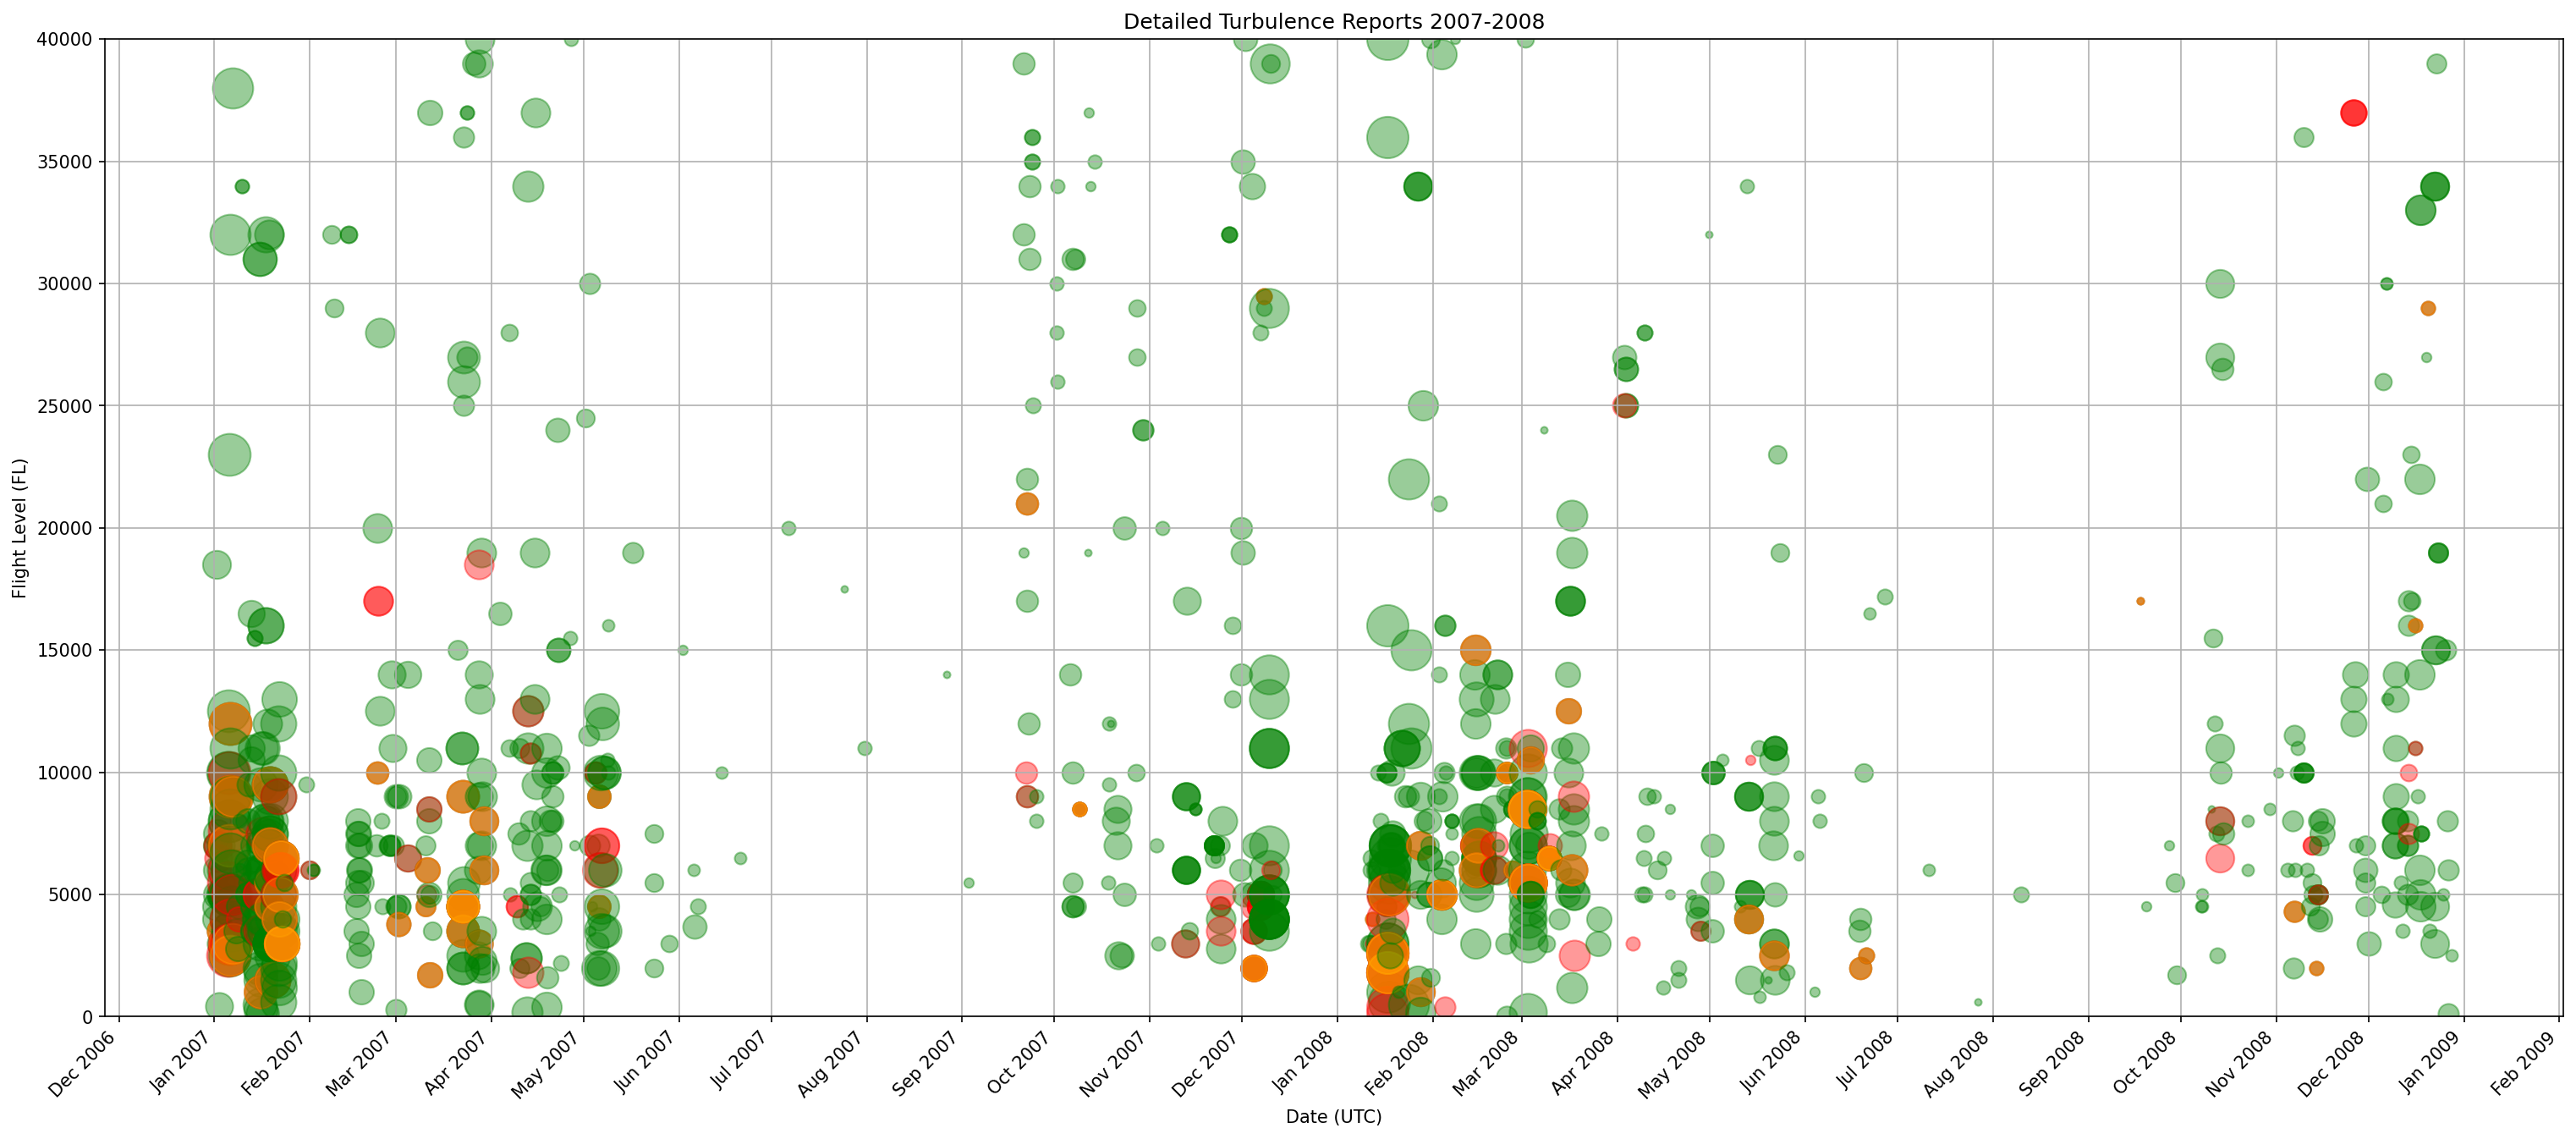 Detailed Turbulence Reports 2007-2008
Flight Level (FL)
40000
35000
30000
25000
20000
15000
10000
5000
0
Dec 2006
Jan 2007
Feb 2007
Mar 2007
Apr 2007
May 2007
Jun 2007
Jul 2007
Aug 2007
Sep 2007
Oct 2007
Nov 2007
Dec 2007
Jan 2008
Feb 2008
Mar 2008
Apr 2008
May 2008
Jun 2008
Jul 2008
Aug 2008
Sep 2008
Oct 2008
Nov 2008
Dec 2008
Jan 2009
Feb 2009
Date (UTC)